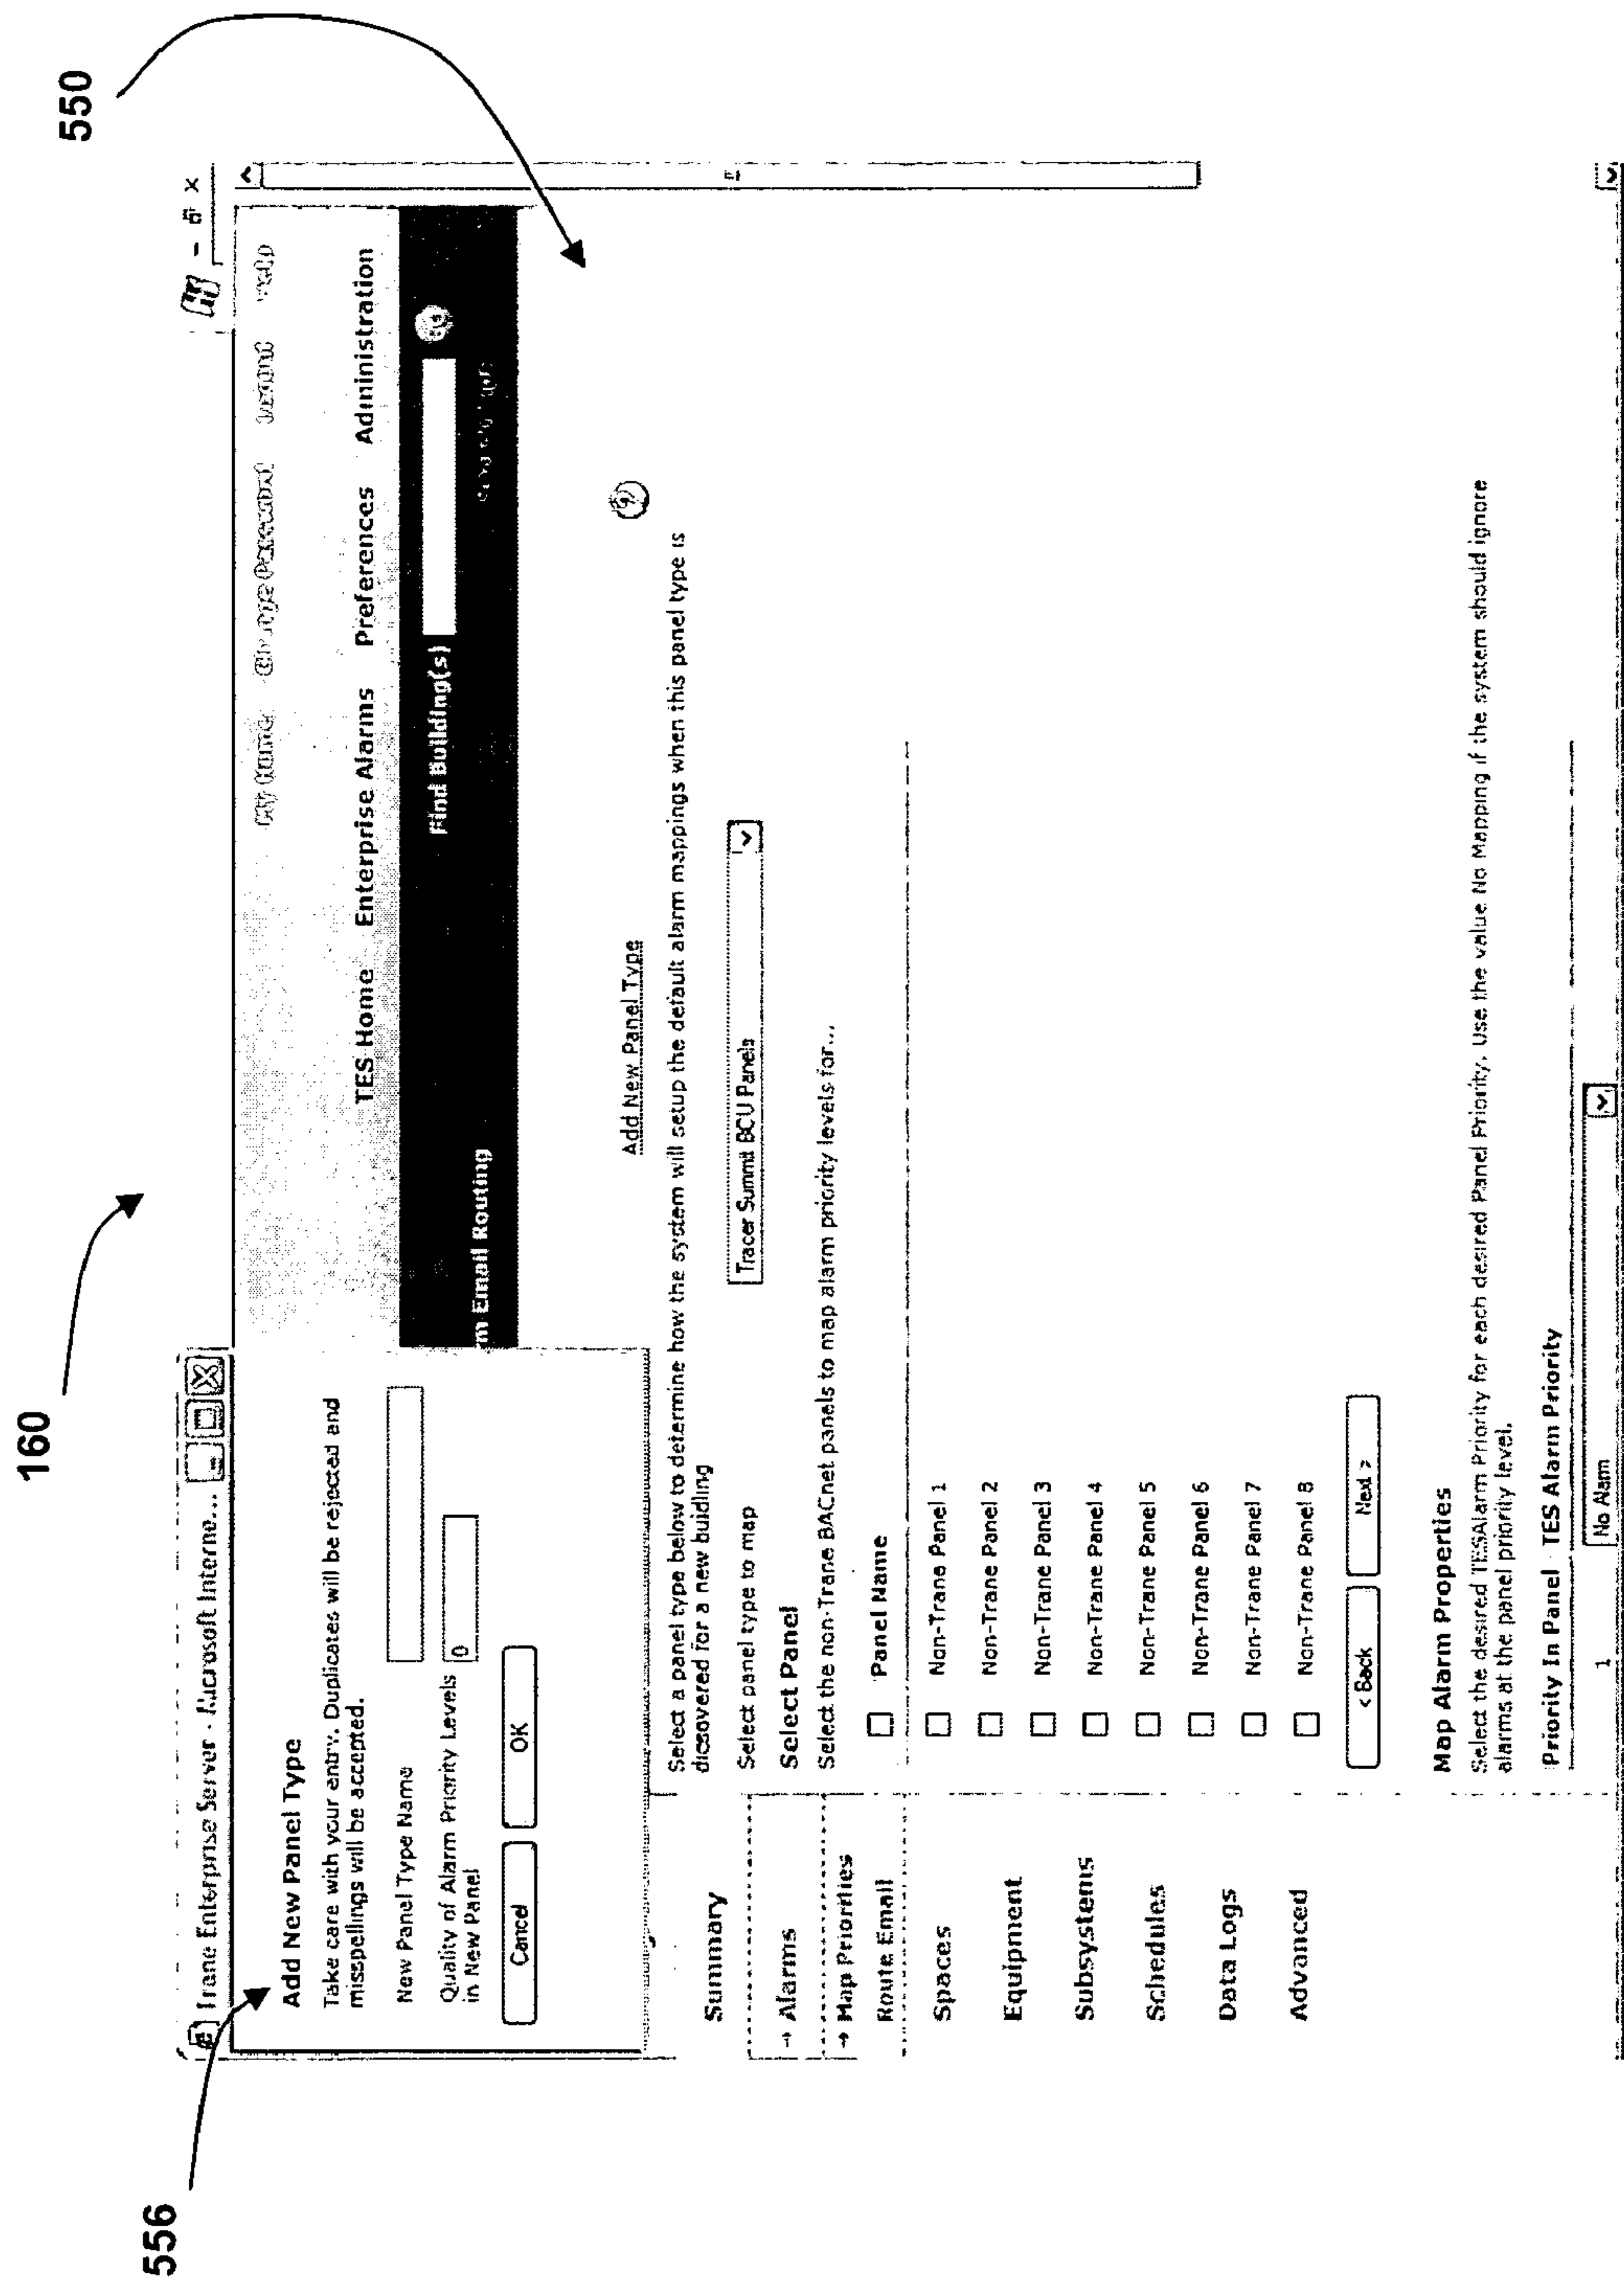 160
550
556
Trane Enterprise Server - Microsoft Interne...
Add New Panel Type
Take care with your entry. Duplicates will be rejected and
misspellings will be accepted.
New Panel Type Name
Quality of Alarm Priority Levels 0
in New Panel
Cancel
OK
My Home Change Password
TES Home Enterprise Alarms Preferences Administration
Find Building(s)
m Email Routing
Summary
→ Alarms
→ Map Priorities
Route Email
Spaces
Equipment
Subsystems
Schedules
Data Logs
Advanced
Add New Panel Type
Select a panel type below to determine how the system will setup the default alarm mappings when this panel type is
dicsovered for a new buidling
Select panel type to map
Tracer Summit BCU Panels
Select Panel
Select the non-Trane BACnet panels to map alarm priority levels for...
Panel Name
Non-Trane Panel 1
Non-Trane Panel 2
Non-Trane Panel 3
Non-Trane Panel 4
Non-Trane Panel 5
Non-Trane Panel 6
Non-Trane Panel 7
Non-Trane Panel 8
< Back
Next >
Map Alarm Properties
Select the desired TESAlarm Priority for each desired Panel Priority. Use the value No Mapping if the system should ignore
alarms at the panel priority level.
Priority In Panel TES Alarm Priority
1 No Alarm